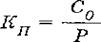 К_П = C_O / P